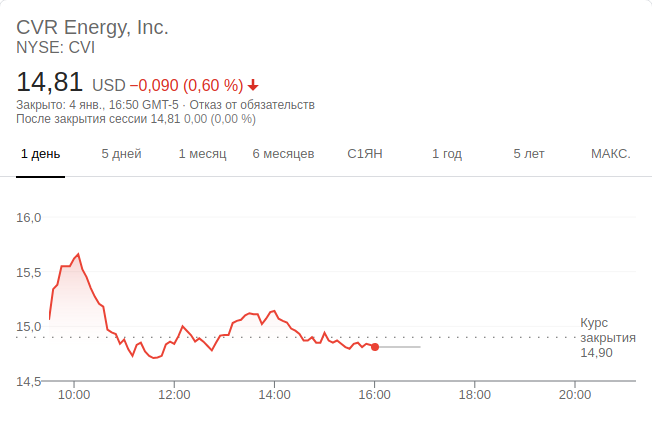 CVR Energy, Inc.
NYSE: CVI
14,81 USD −0,090 (0,60 %)
Закрыто: 4 янв., 16:50 GMT-5 · Отказ от обязательств
После закрытия сессии 14,81 0,00 (0,00 %)
1 день 5 дней 1 месяц 6 месяцев С1ЯН 1 год 5 лет МАКС.
16,0
15,5
15,0
Курс
закрытия
14,90
14,5
10:00 12:00 14:00 16:00 18:00 20:00